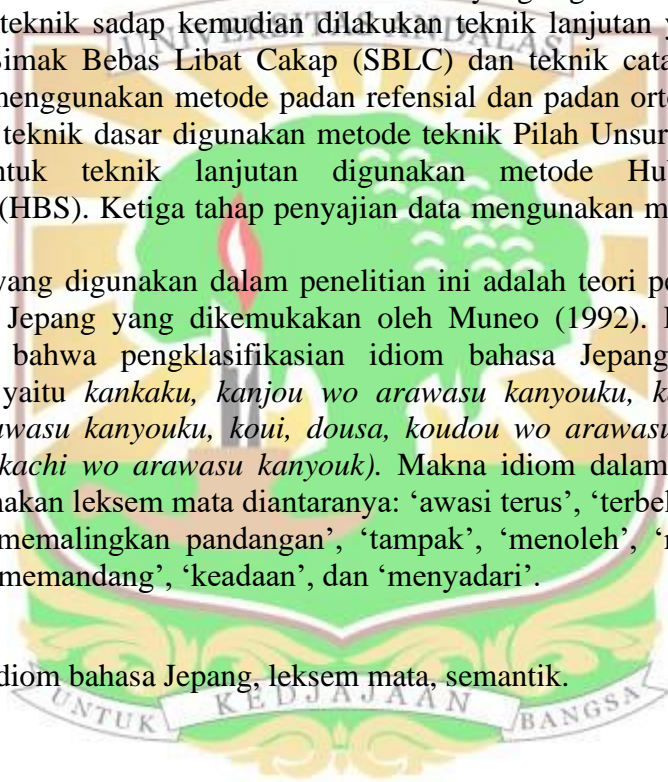 teknik sadap kemudian dilakukan teknik lanjutan
UNIVERSITAS ANDALAS
Simak Bebas Libat Cakap (SBLC) dan teknik cata
menggunakan metode padan refensial dan padan orto
teknik dasar digunakan metode teknik Pilah Unsur
ntuk teknik lanjutan digunakan metode Hu
(HBS). Ketiga tahap penyajian data mengunakan m
yang digunakan dalam penelitian ini adalah teori pe
Jepang yang dikemukakan oleh Muneo (1992).
bahwa pengklasifikasian idiom bahasa Jepang
yaitu kankaku, kanjou wo arawasu kanyouku, k
awasu kanyouku, koui, dousa, koudou wo arawasu
kachi wo arawasu kanyouk). Makna idiom dalam
nakan leksem mata diantaranya: ‘awasi terus’, ‘terbel
‘memalingkan pandangan’, ‘tampak’, ‘menoleh’,
‘memandang’, ‘keadaan’, dan ‘menyadari’.
diom bahasa Jepang, leksem mata, semantik.
UNTUK KEDJAJAAN BANGSA